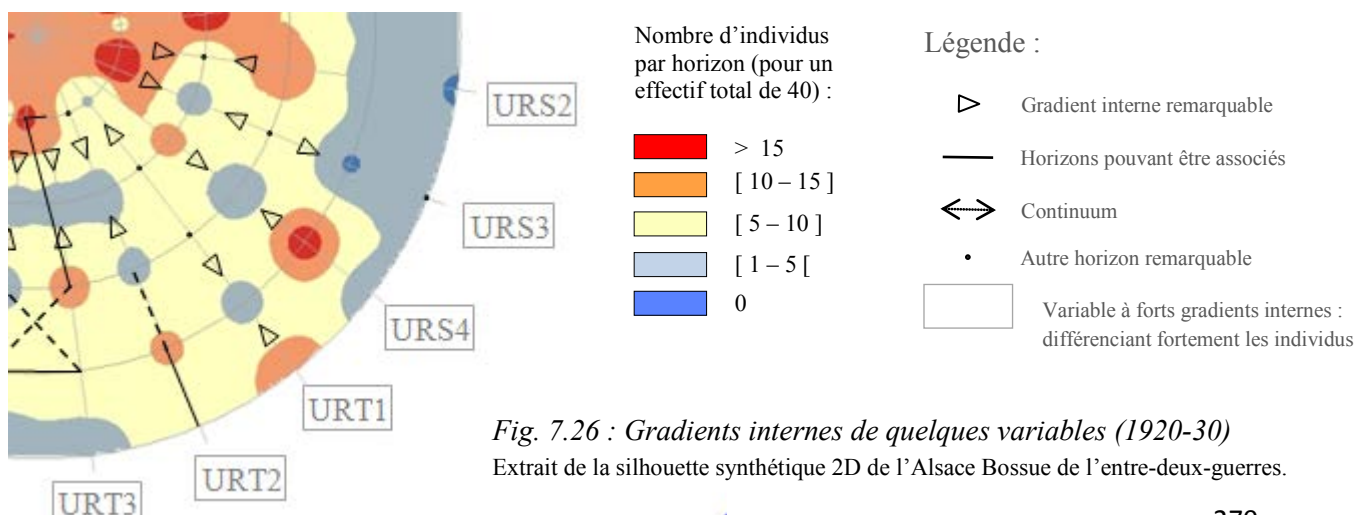 URS2
URS3
URS4
URT1
URT2
URT3
Nombre d'individus
par horizon (pour un
effectif total de 40) :
> 15
[ 10 – 15 ]
[ 5 – 10 ]
[ 1 – 5 [
0
Légende :
Gradient interne remarquable
Horizons pouvant être associés
Continuum
Autre horizon remarquable
Variable à forts gradients internes :
différenciant fortement les individus
Fig. 7.26 : Gradients internes de quelques variables (1920-30)
Extrait de la silhouette synthétique 2D de l'Alsace Bossue de l'entre-deux-guerres.